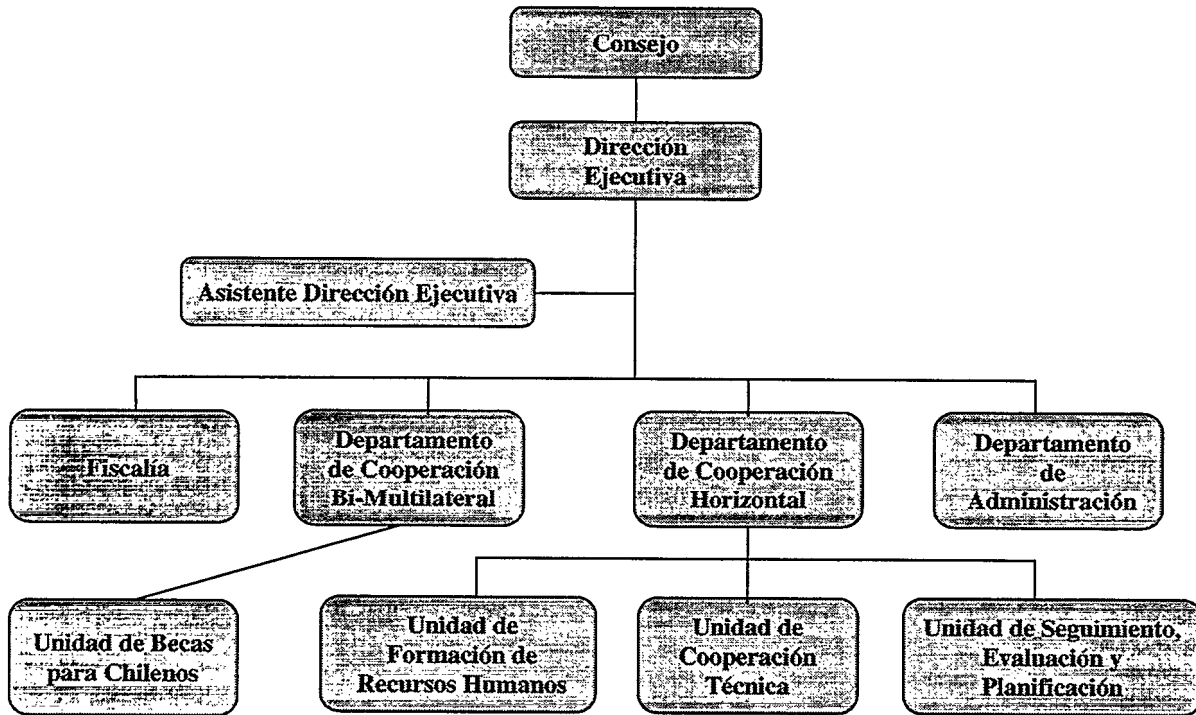 Consejo
Dirección
Ejecutiva
Asistente Dirección Ejecutiva
Fiscalía
Departamento
de Cooperación
Bi-Multilateral
Departamento
de Cooperación
Horizontal
Departamento
de
Administración
Unidad de Becas
para Chilenos
Unidad de
Formación de
Recursos Humanos
Unidad de
Cooperación
Técnica
Unidad de Seguimiento,
Evaluación y
Planificación